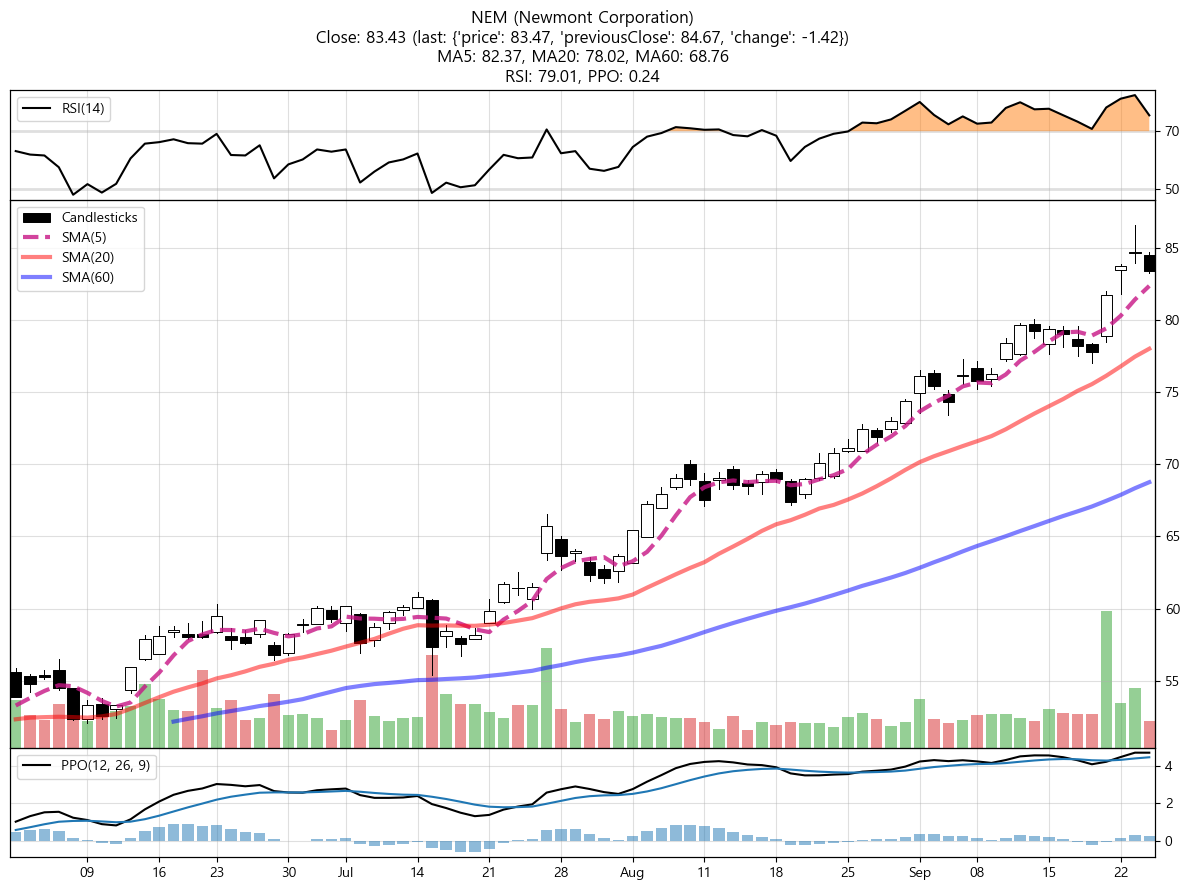 NEM (Newmont Corporation)
Close: 83.43 (last: {'price': 83.47, 'previousClose': 84.67, 'change': -1.42})
MA5: 82.37, MA20: 78.02, MA60: 68.76
RSI: 79.01, PPO: 0.24
RSI(14)
70
50
Candlesticks
SMA(5)
SMA(20)
SMA(60)
85
80
75
70
65
60
55
PPO(12, 26, 9)
4
2
0
09 16 23 30 Jul 14 21 28 Aug 11 18 25 Sep 08 15 22